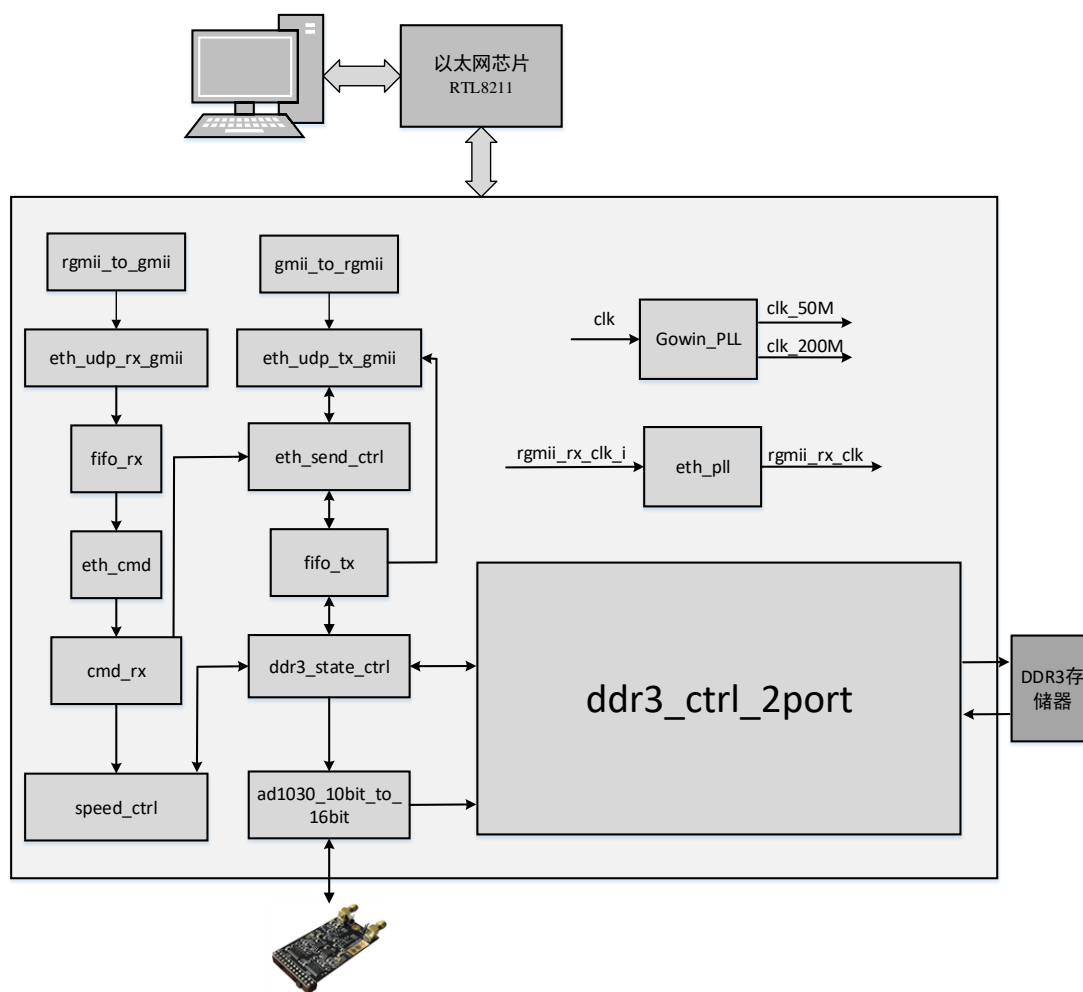 以太网芯片
RTL8211
rgmii_to_gmii
gmii_to_rgmii
clk
Gowin_PLL
clk_50M
clk_200M
eth_udp_rx_gmii
eth_udp_tx_gmii
fifo_rx
eth_send_ctrl
rgmii_rx_clk_i
eth_pll
rgmii_rx_clk
eth_cmd
fifo_tx
cmd_rx
ddr3_state_ctrl
ddr3_ctrl_2port
DDR3存
储器
speed_ctrl
ad1030_10bit_to_
16bit